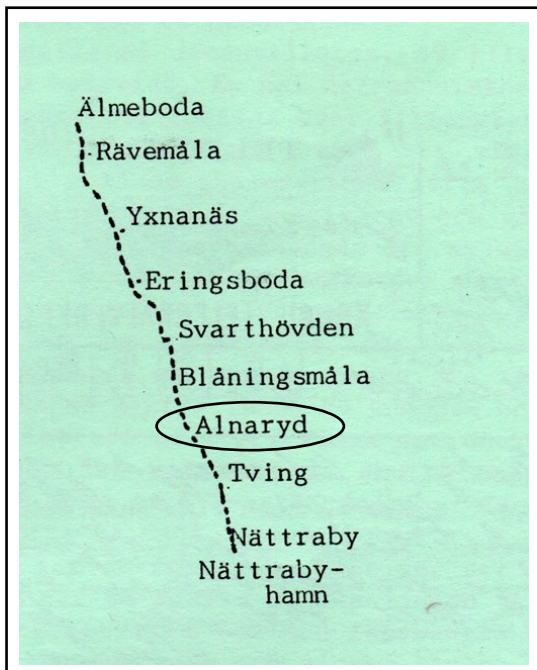 Älmeboda
Rävemåla
Yxnanäs
Eringsboda
Svarthövden
Blåningsmåla
Alnaryd
Tving
Nättraby
Nättraby-
hamn